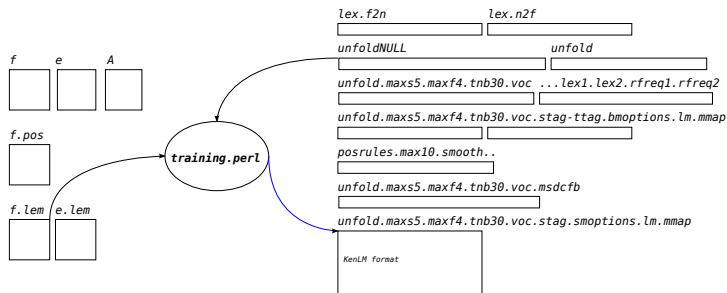 lex.f2n lex.n2f
unfoldNULL unfold
f e A
unfold.maxs5.maxf4.tnb30.voc ...lex1.lex2.rfreq1.rfreq2
unfold.maxs5.maxf4.tnb30.voc.stag-ttag.bmoptions.lm.mmap
f.pos
training.perl
posrules.max10.smooth..
unfold.maxs5.maxf4.tnb30.voc.msdcfb
f.lem e.lem
unfold.maxs5.maxf4.tnb30.voc.stag.smoptions.lm.mmap
KenLM format